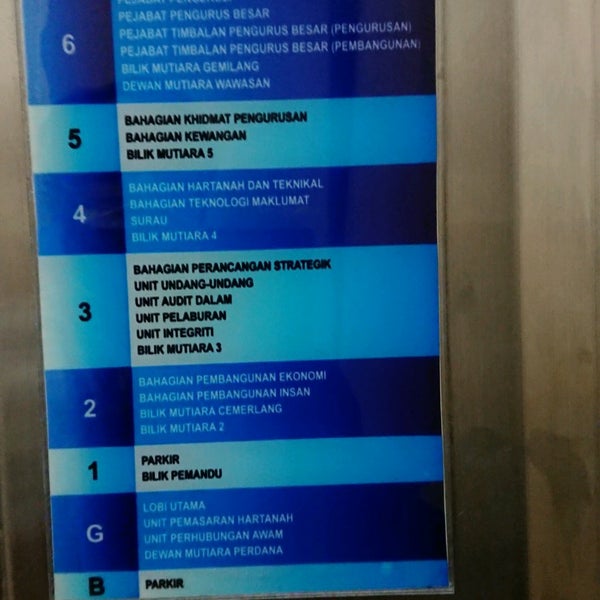 PEJABAT
PEJABAT PENGURUS BESAR
PEJABAT TIMBALAN PENGURUS BESAR (PENGURUSAN)
6
PEJABAT TIMBALAN PENGURUS BESAR (PEMBANGUNAN)
BILIK MUTIARA GEMILANG
DEWAN MUTIARA WAWASAN
BAHAGIAN KHIDMAT PENGURUSAN
5
BAHAGIAN KEWANGAN
BILIK MUTIARA 5
BAHAGIAN HARTANAH DAN TEKNIKAL
BAHAGIAN TEKNOLOGI MAKLUMAT
4
SURAU
BILIK MUTIARA 4
BAHAGIAN PERANCANGAN STRATEGIK
UNIT UNDANG-UNDANG
UNIT AUDIT DALAM
3
UNIT PELABURAN
UNIT INTEGRITI
BILIK MUTIARA 3
BAHAGIAN PEMBANGUNAN EKONOMI
BAHAGIAN PEMBANGUNAN INSAN
2
BILIK MUTIARA CEMERLANG
BILIK MUTIARA 2
PARKIR
1
BILIK PEMANDU
LOBI UTAMA
UNIT PEMASARAN HARTANAH
G
UNIT PERHUBUNGAN AWAM
DEWAN MUTIARA PERDANA
B
PARKIR